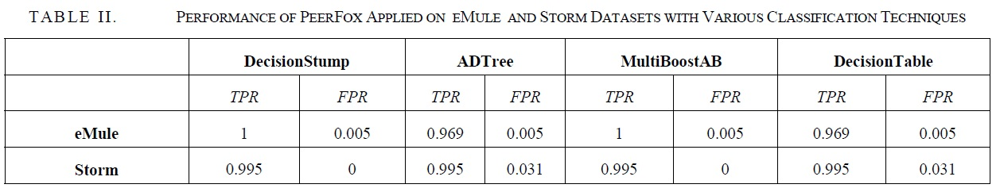 TABLE II. PERFORMANCE OF PEERFOX APPLIED ON EMULE AND STORM DATASETS WITH VARIOUS CLASSIFICATION TECHNIQUES
DecisionStump ADTree MultiBoostAB DecisionTable
TPR FPR TPR FPR TPR FPR TPR FPR
eMule 1 0.005 0.969 0.005 1 0.005 0.969 0.005
Storm 0.995 0 0.995 0.031 0.995 0 0.995 0.031